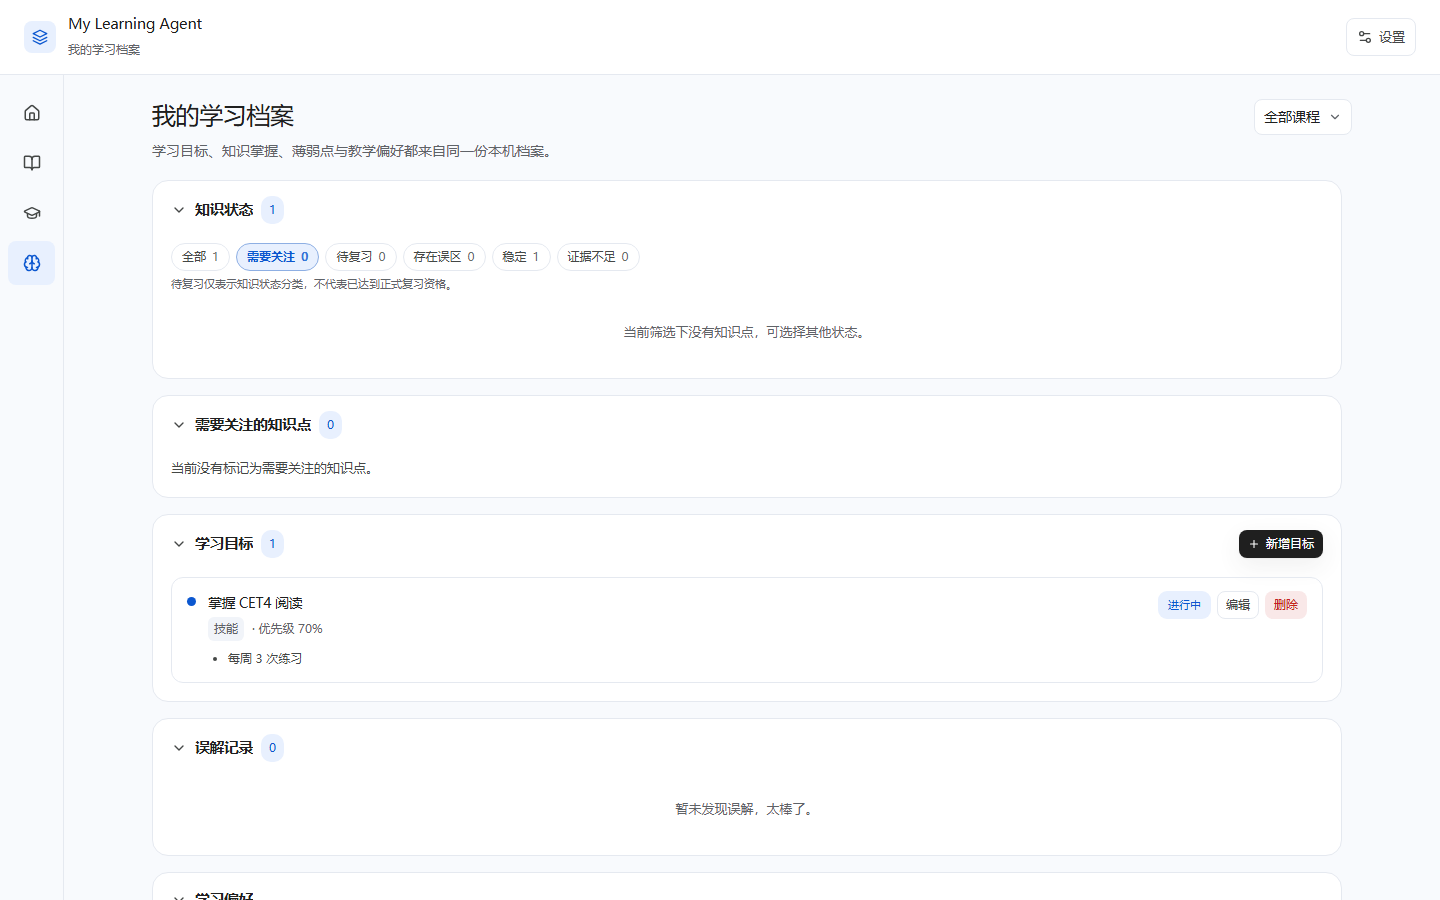 My Learning Agent
我的学习档案
设置
我的学习档案
全部课程
学习目标、知识掌握、薄弱点与教学偏好都来自同一份本机档案。
知识状态 1
全部 1 需要关注 0 待复习 0 存在误区 0 稳定 1 证据不足 0
待复习仅表示知识状态分类，不代表已达到正式复习资格。
当前筛选下没有知识点，可选择其他状态。
需要关注的知识点 0
当前没有标记为需要关注的知识点。
学习目标 1
+ 新增目标
掌握 CET4 阅读
进行中 编辑 删除
技能 · 优先级 70%
• 每周 3 次练习
误解记录 0
暂未发现误解，太棒了。
学习偏好